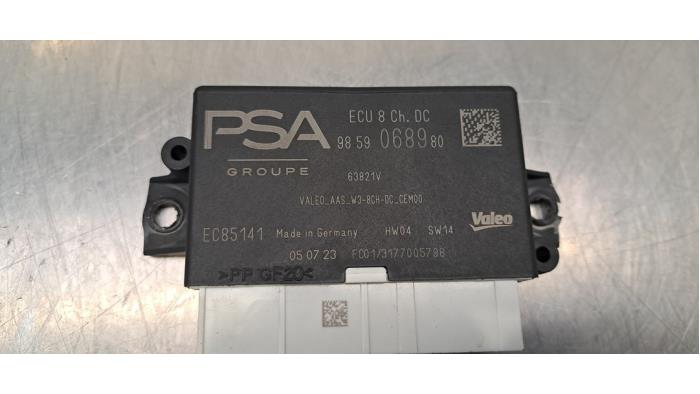 PSA
GROUPE
ECU 8 Ch. DC
98 59 0689 80
63821V
VALEO_AAS_W3-8CH-DC_CEM00
EC85141 Made in Germany HW04 SW14
Valeo
05 07 23 FC01/3177005798
>PP GF20<